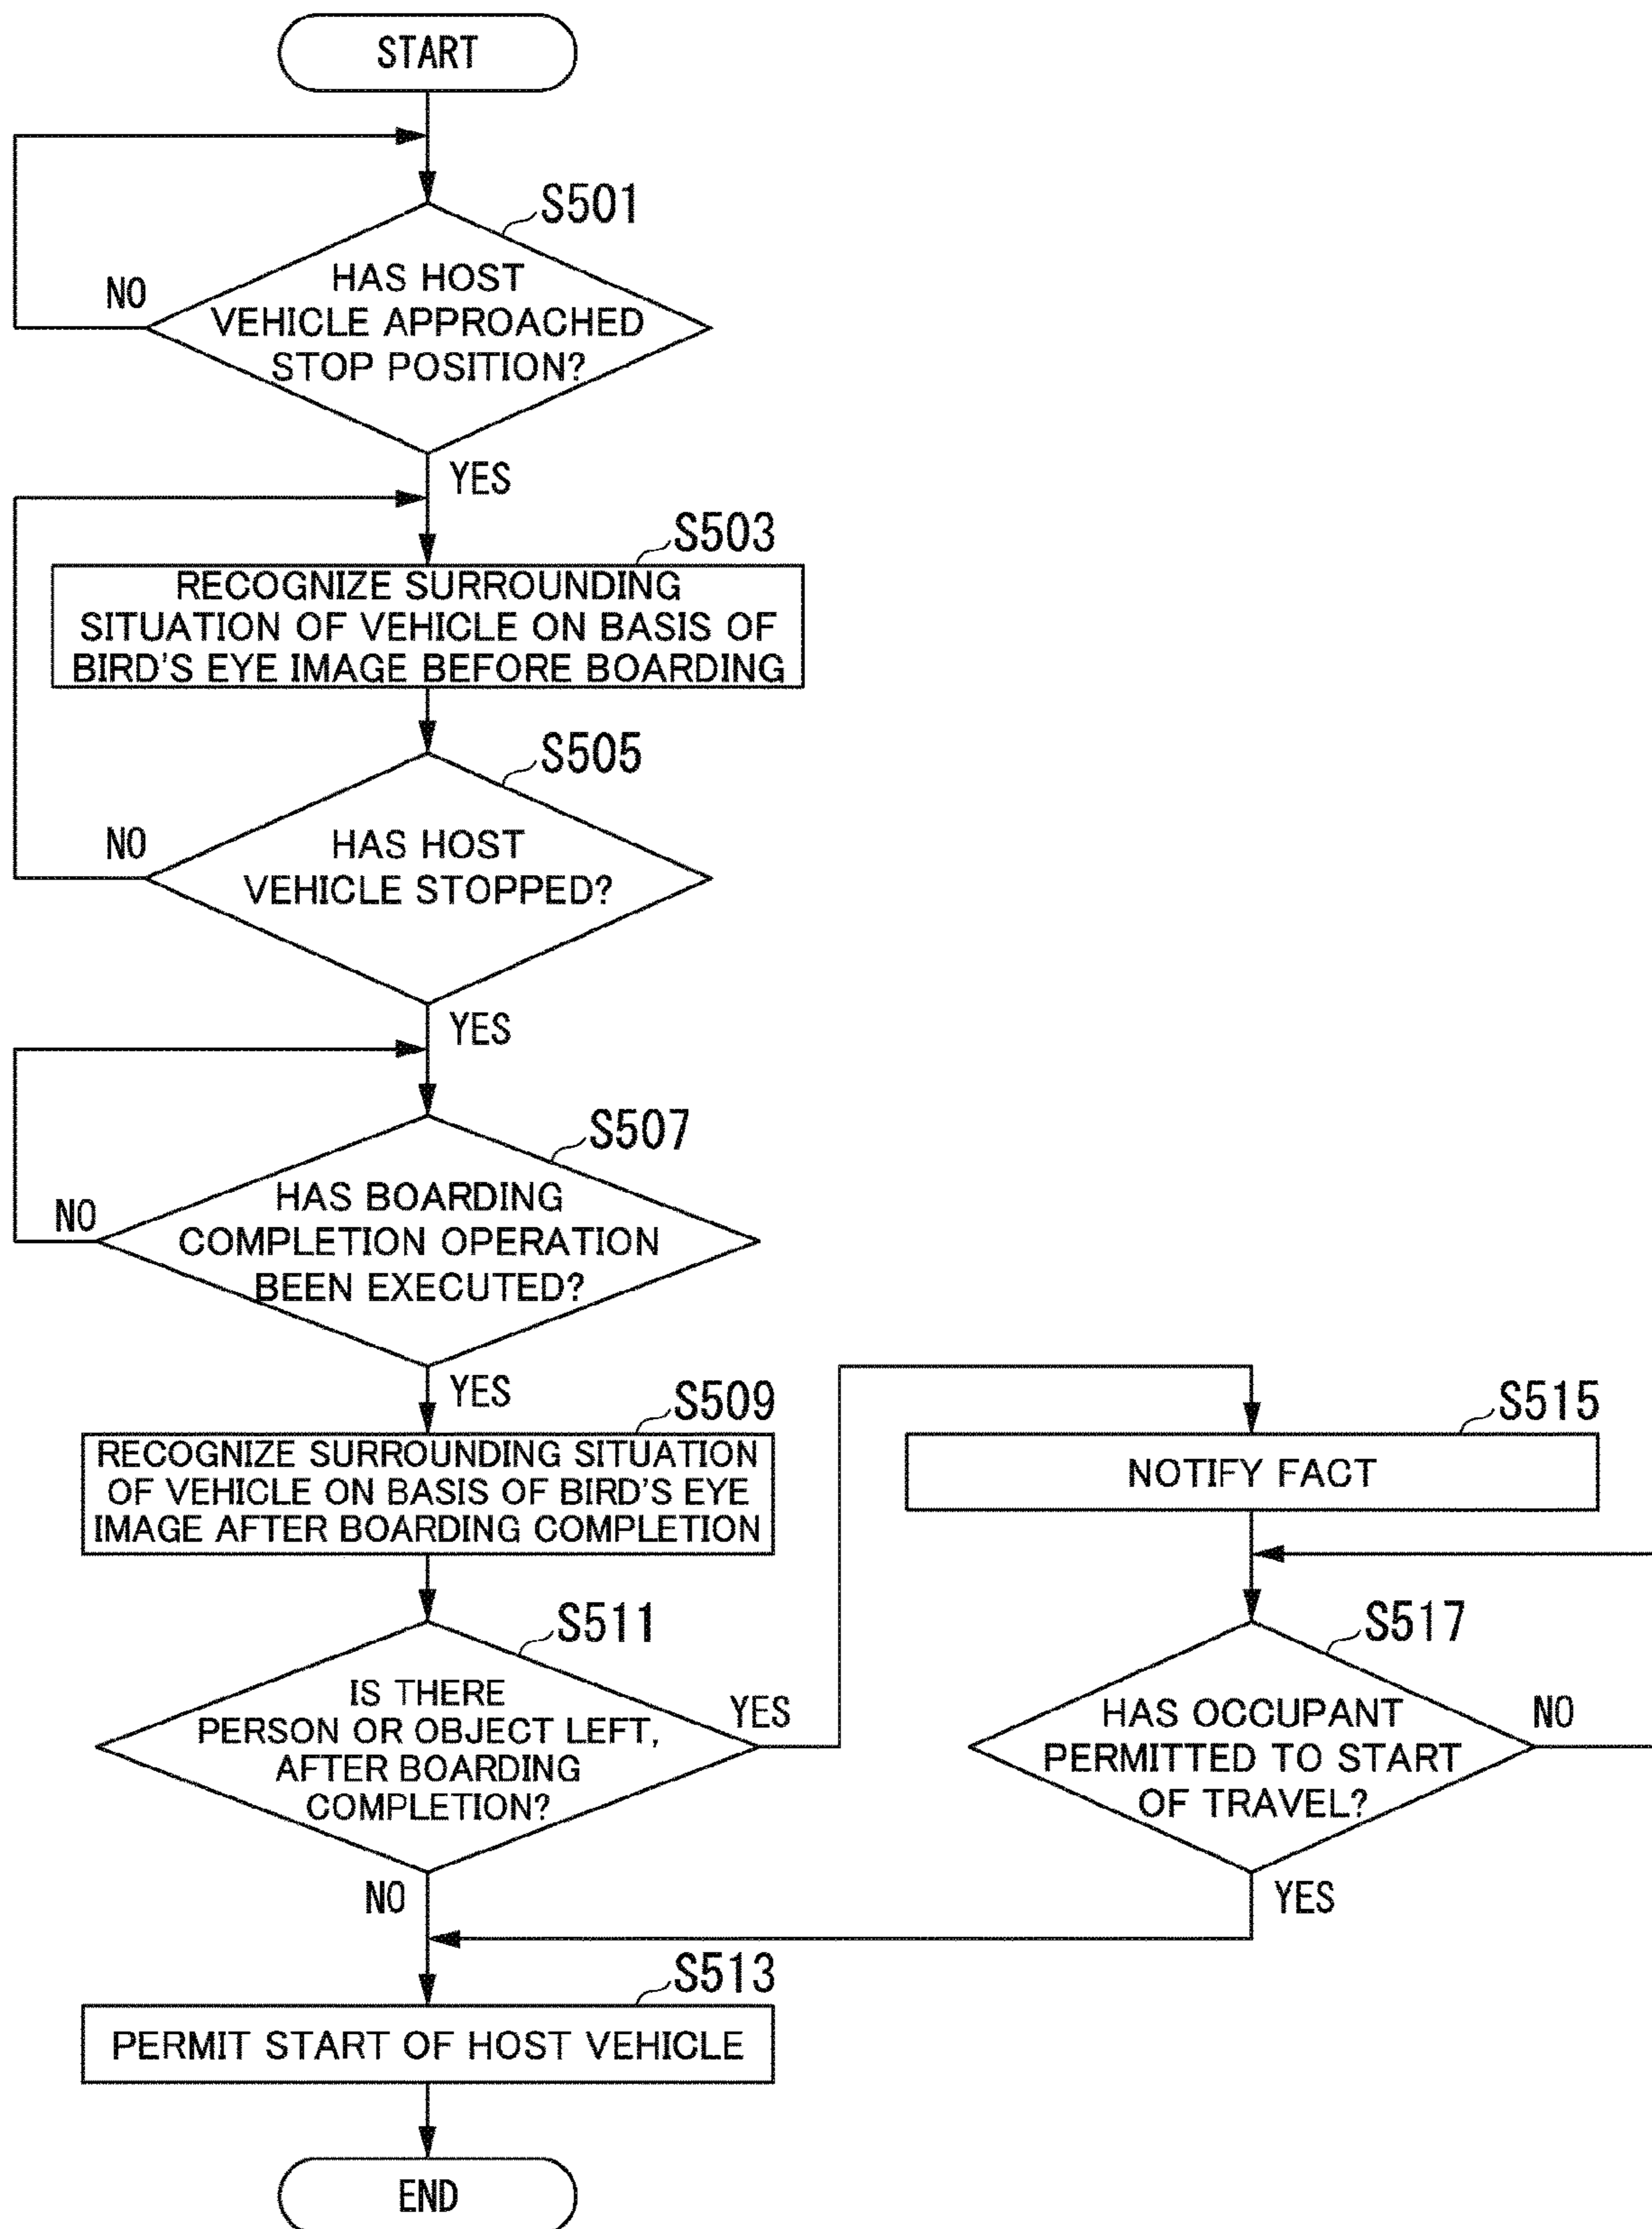 START
S501
HAS HOST
VEHICLE APPROACHED
STOP POSITION?
NO
YES
S503
RECOGNIZE SURROUNDING
SITUATION OF VEHICLE ON BASIS OF
BIRD'S EYE IMAGE BEFORE BOARDING
S505
HAS HOST
VEHICLE STOPPED?
NO
YES
S507
HAS BOARDING
COMPLETION OPERATION
BEEN EXECUTED?
NO
YES
S509
RECOGNIZE SURROUNDING SITUATION
OF VEHICLE ON BASIS OF BIRD'S EYE
IMAGE AFTER BOARDING COMPLETION
S511
IS THERE
PERSON OR OBJECT LEFT,
AFTER BOARDING
COMPLETION?
YES
NO
S515
NOTIFY FACT
S517
HAS OCCUPANT
PERMITTED TO START
OF TRAVEL?
NO
YES
S513
PERMIT START OF HOST VEHICLE
END